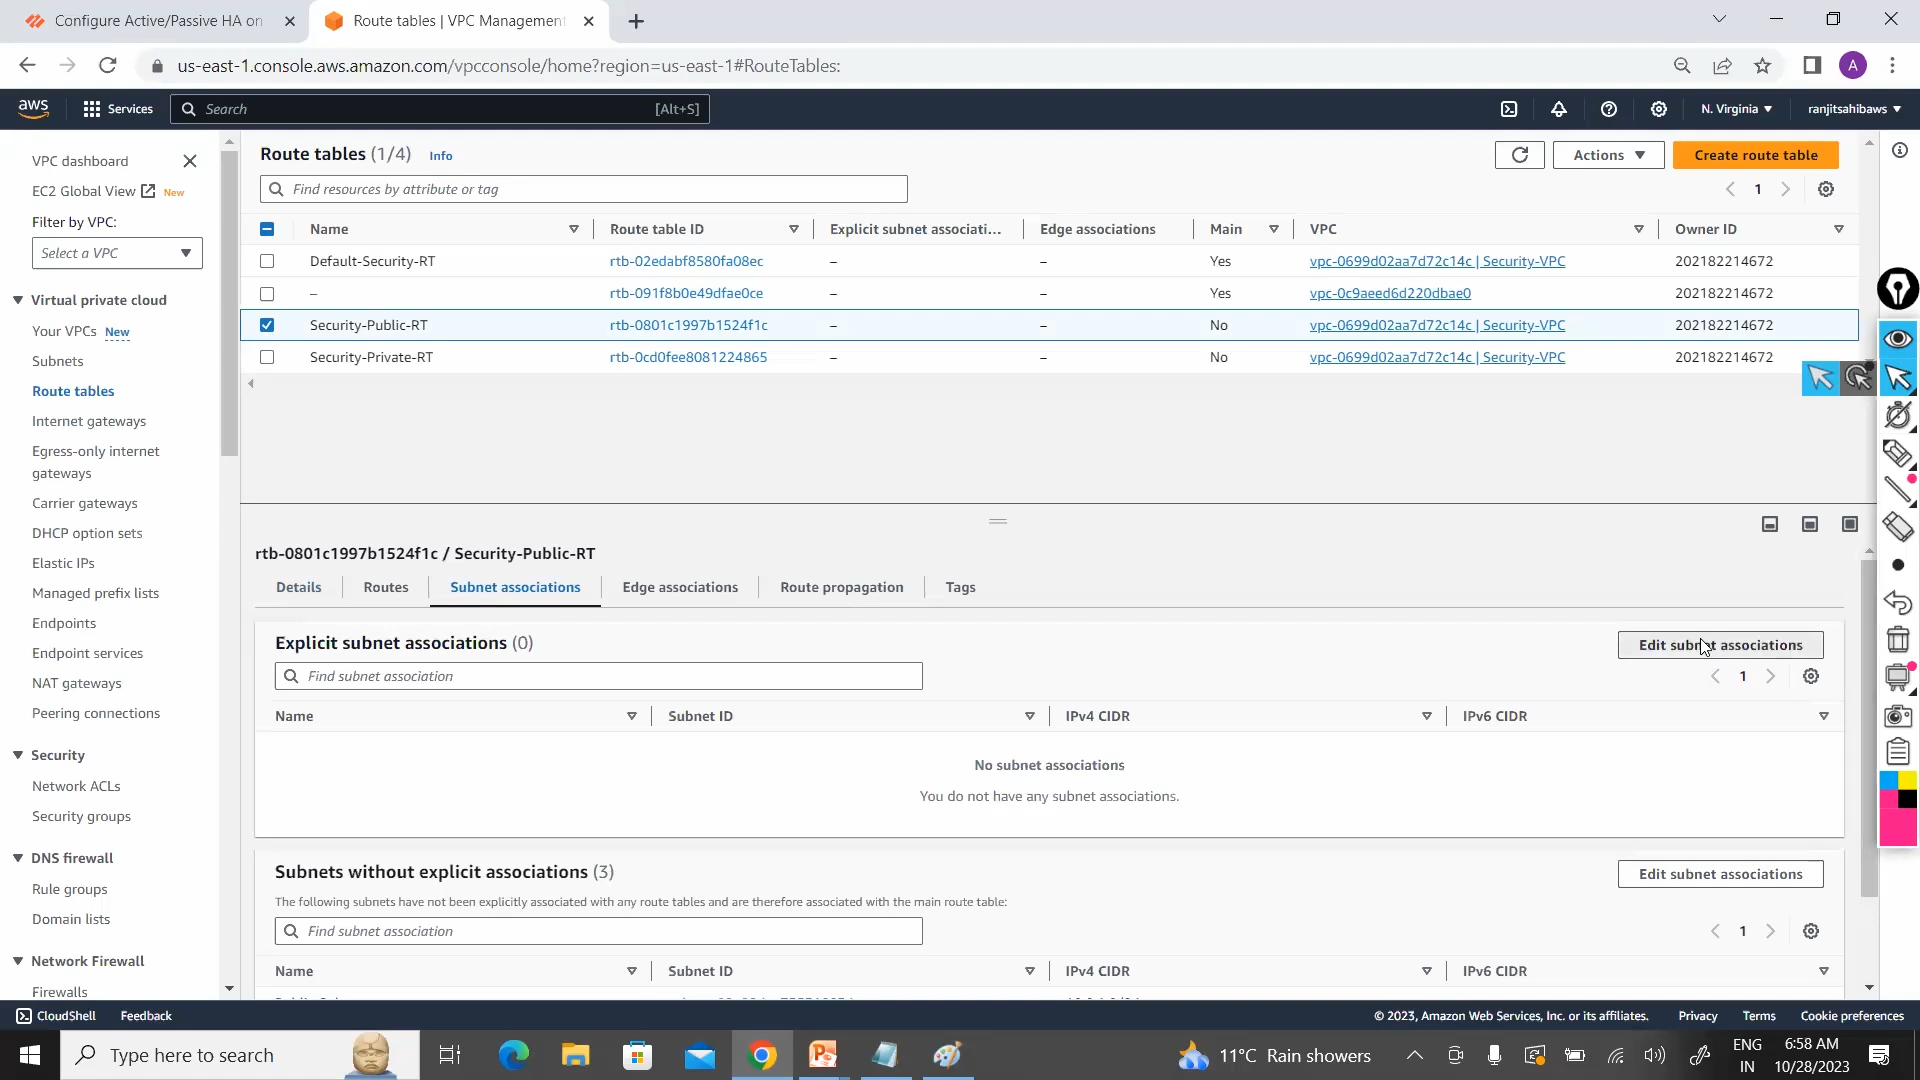 Configure Active/Passive HA on
Route tables | VPC Management
us-east-1.console.aws.amazon.com/vpcconsole/home?region=us-east-1#RouteTables:
A
aws
Services
Search
[Alt+S]
N. Virginia
ranjitsahibaws
VPC dashboard
EC2 Global View
New
Filter by VPC:
Select a VPC
Virtual private cloud
Your VPCs New
Subnets
Route tables
Internet gateways
Egress-only internet
gateways
Carrier gateways
DHCP option sets
Elastic IPs
Managed prefix lists
Endpoints
Endpoint services
NAT gateways
Peering connections
Security
Network ACLs
Security groups
DNS firewall
Rule groups
Domain lists
Network Firewall
Firewalls
Route tables (1/4) Info
Actions
Create route table
Find resources by attribute or tag
1
Name Route table ID Explicit subnet associati... Edge associations Main VPC Owner ID
Default-Security-RT rtb-02edabf8580fa08ec – – Yes vpc-0699d02aa7d72c14c | Security-VPC 202182214672
– rtb-091f8b0e49dfae0ce – – Yes vpc-0c9aeed6d220dbae0 202182214672
Security-Public-RT rtb-0801c1997b1524f1c – – No vpc-0699d02aa7d72c14c | Security-VPC 202182214672
Security-Private-RT rtb-0cd0fee8081224865 – – No vpc-0699d02aa7d72c14c | Security-VPC 202182214672
rtb-0801c1997b1524f1c / Security-Public-RT
Details Routes Subnet associations Edge associations Route propagation Tags
Explicit subnet associations (0)
Edit subnet associations
Find subnet association
1
Name Subnet ID IPv4 CIDR IPv6 CIDR
No subnet associations
You do not have any subnet associations.
Subnets without explicit associations (3)
Edit subnet associations
The following subnets have not been explicitly associated with any route tables and are therefore associated with the main route table:
Find subnet association
1
Name Subnet ID IPv4 CIDR IPv6 CIDR
CloudShell Feedback
© 2023, Amazon Web Services, Inc. or its affiliates. Privacy Terms Cookie preferences
Type here to search
11°C Rain showers
ENG
IN
6:58 AM
10/28/2023